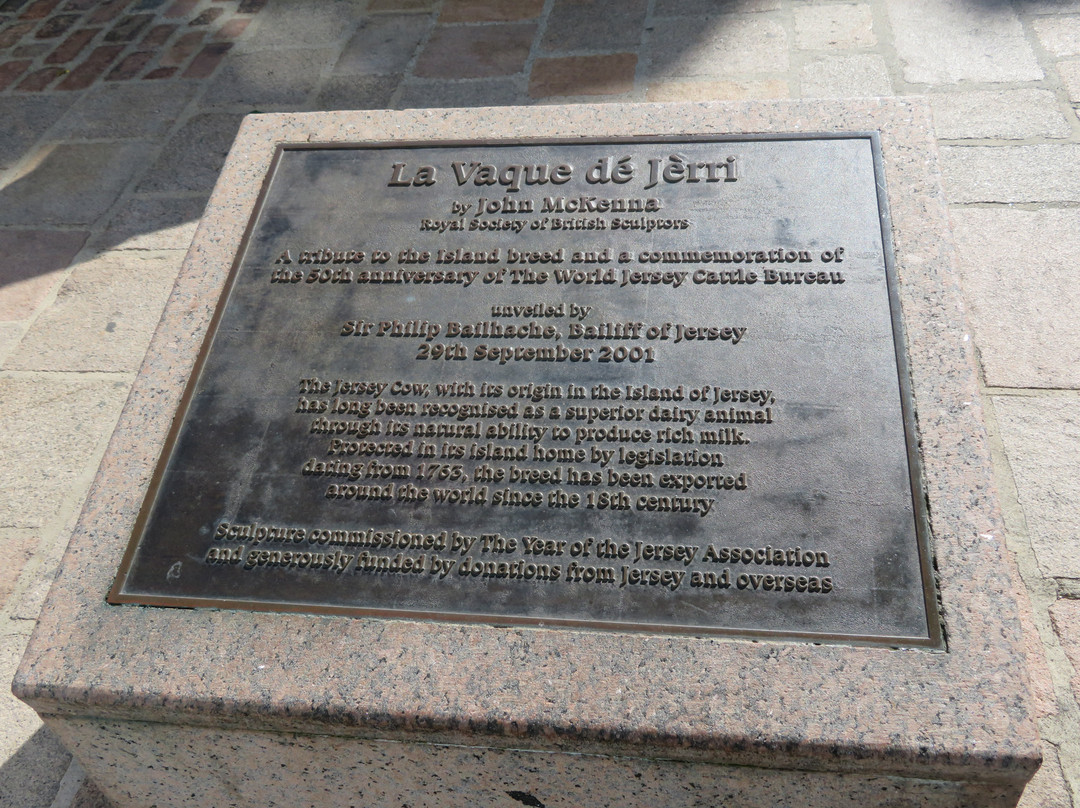 La Vaque dé Jèrri
by John McKenna
Royal Society of British Sculptors
A tribute to the Island breed and a commemoration of
the 50th anniversary of The World Jersey Cattle Bureau
unveiled by
Sir Philip Bailhache, Bailiff of Jersey
29th September 2001
The Jersey Cow, with its origin in the Island of Jersey,
has long been recognised as a superior dairy animal
through its natural ability to produce rich milk.
Protected in its island home by legislation
dating from 1763, the breed has been exported
around the world since the 18th century
Sculpture commissioned by The Year of the Jersey Association
and generously funded by donations from Jersey and overseas